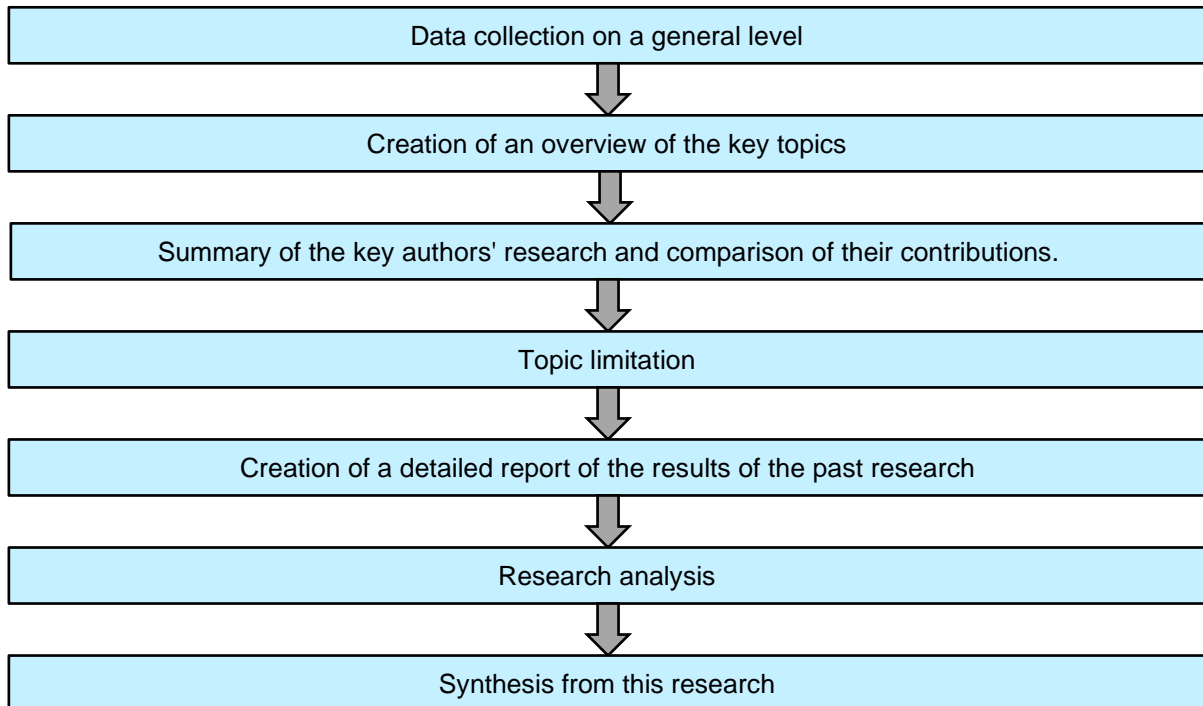 Data collection on a general level
Creation of an overview of the key topics
Summary of the key authors' research and comparison of their contributions.
Topic limitation
Creation of a detailed report of the results of the past research
Research analysis
Synthesis from this research